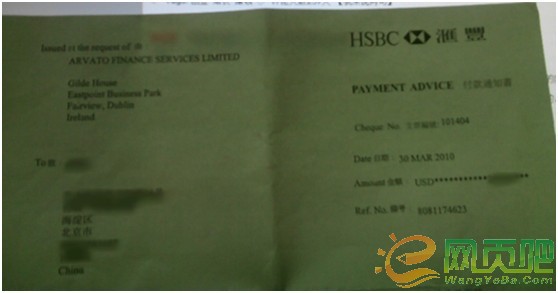 Issued at the request of
ARVATO FINANCE SERVICES LIMITED
Gilde House
Eastpoint Business Park
Fairview, Dublin
Ireland
To 致
海淀区
北京市
China
HSBC 滙豐
PAYMENT ADVICE 付款通知書
Cheque No. 支票編號: 101404
Date 日期 30 MAR 2010
Amount 金額 USD***********
Ref. No. 編号 8081174623
e网页吧
WangYeBa.Com